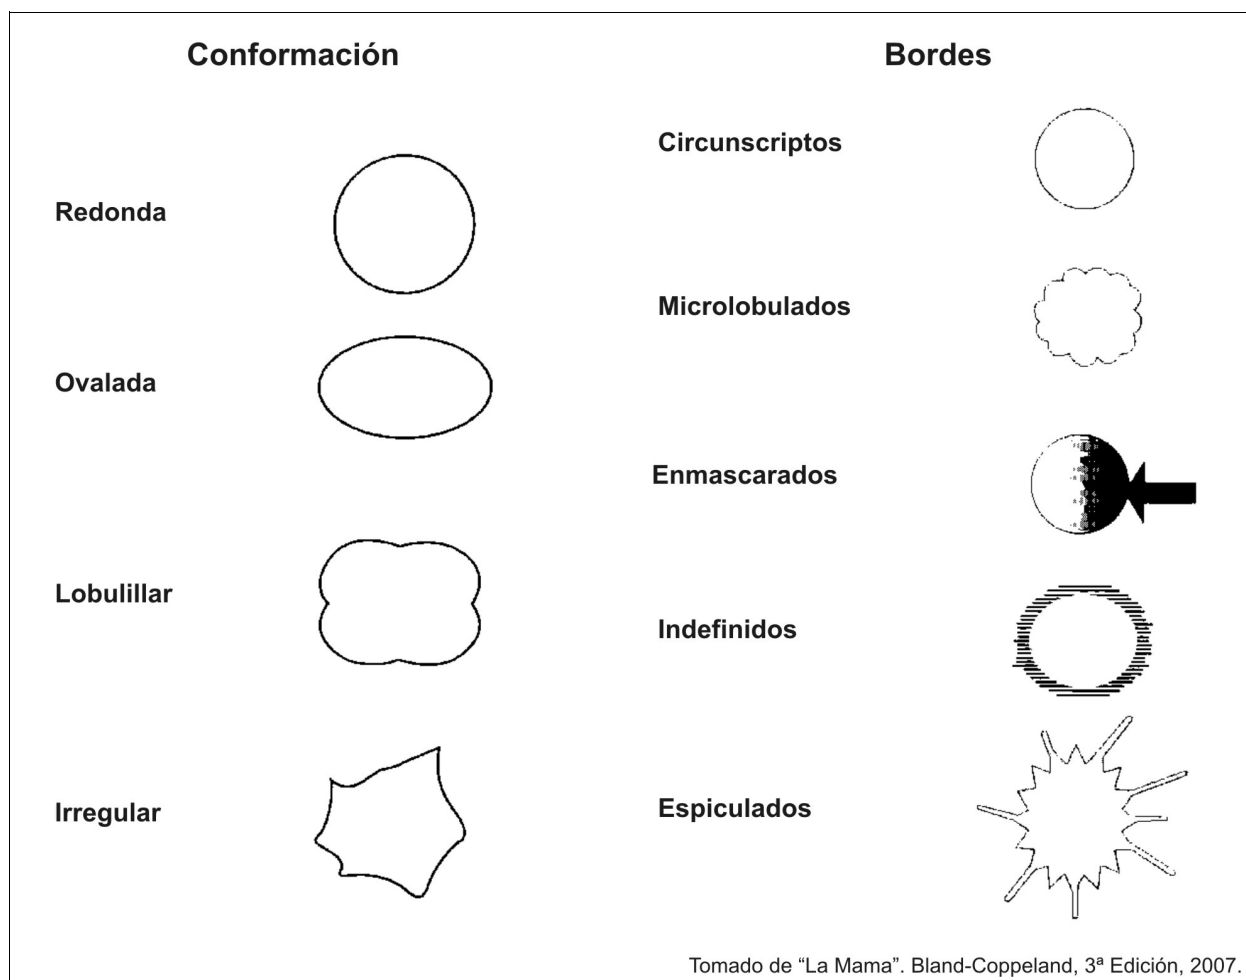 Conformación
Redonda
Ovalada
Lobulillar
Irregular
Bordes
Circunscriptos
Microlobulados
Enmascarados
Indefinidos
Espiculados
Tomado de “La Mama”. Bland-Coppeland, 3ª Edición, 2007.